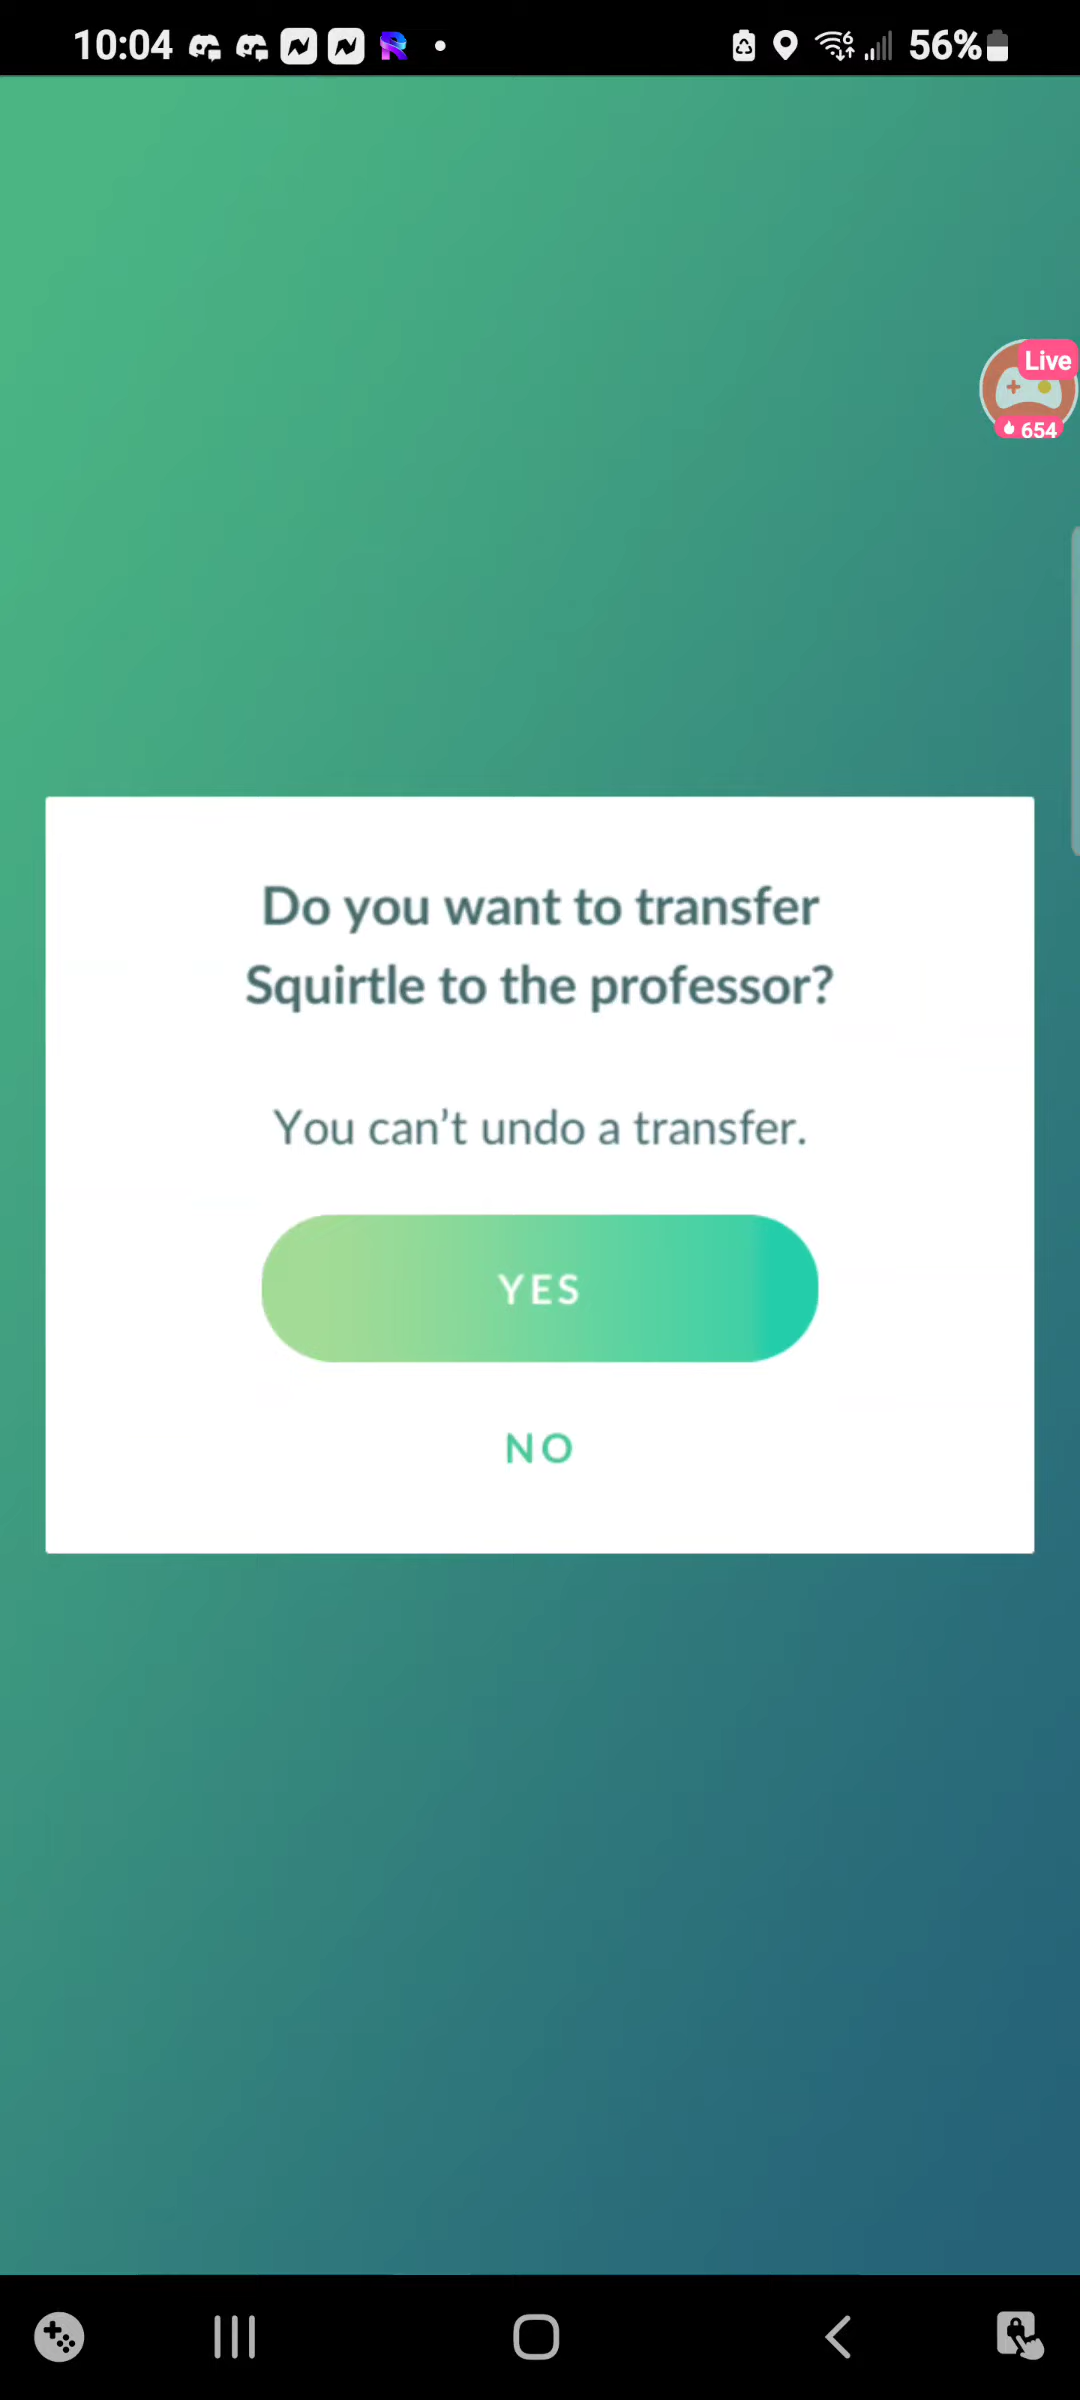 10:04 56%
Live
654
Do you want to transfer
Squirtle to the professor?
You can't undo a transfer.
YES
NO